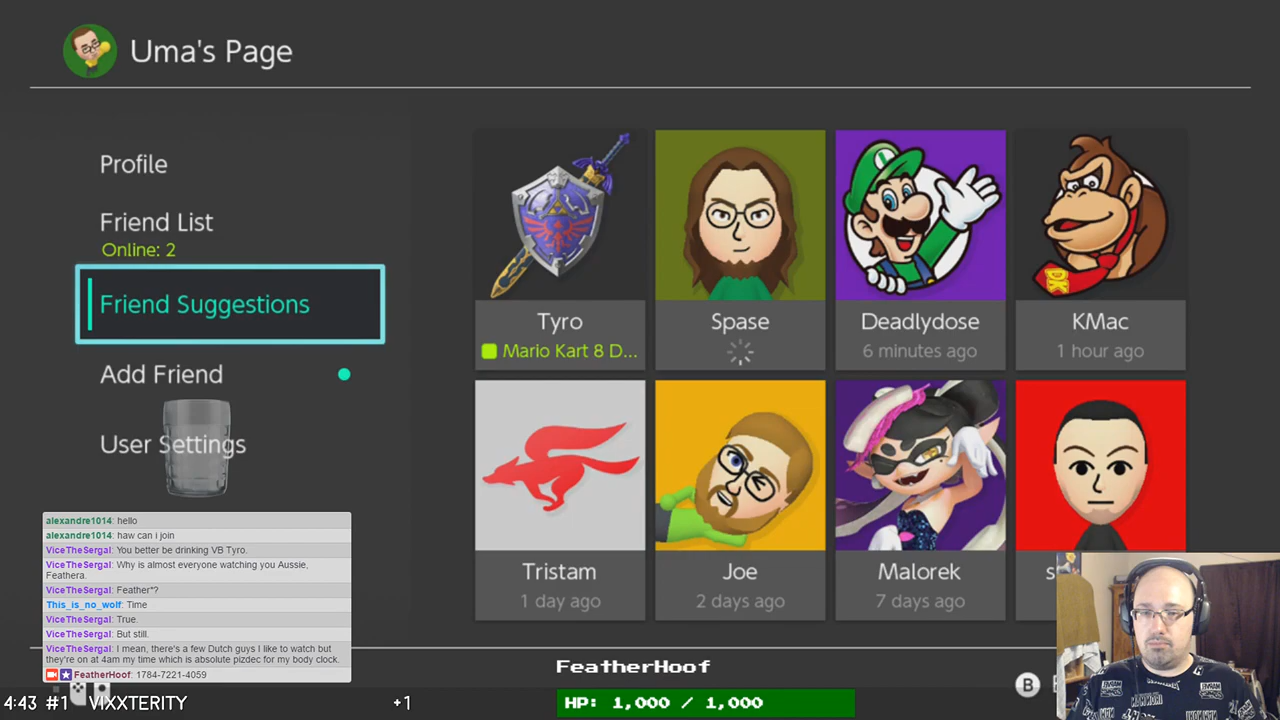 Uma's Page
Profile
Friend List
Online: 2
Friend Suggestions
Add Friend
User Settings
Tyro
Mario Kart 8 D...
Spase
Deadlydose
6 minutes ago
KMac
1 hour ago
Tristam
1 day ago
Joe
2 days ago
Malorek
7 days ago
alexandre1014: hello
alexandre1014: haw can i join
ViceTheSergal: You better be drinking VB Tyro.
ViceTheSergal: Why is almost everyone watching you Aussie,
Feathera.
ViceTheSergal: Feather*?
This_is_no_wolf: Time
ViceTheSergal: True.
ViceTheSergal: But still.
ViceTheSergal: I mean, there's a few Dutch guys I like to watch but
they're on at 4am my time which is absolute pizdec for my body clock.
FeatherHoof: 1784-7221-4059
4:43 #1 VIXXTERITY +1
FeatherHoof
HP: 1,000 / 1,000
B